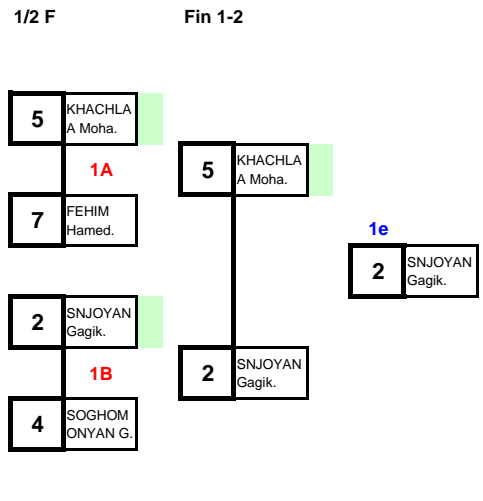 1/2 F
Fin 1-2
5
KHACHLA
A Moha.
1A
7
FEHIM
Hamed.
2
SNJOYAN
Gagik.
1B
4
SOGHOM
ONYAN G.
5
KHACHLA
A Moha.
2
SNJOYAN
Gagik.
1e
2
SNJOYAN
Gagik.